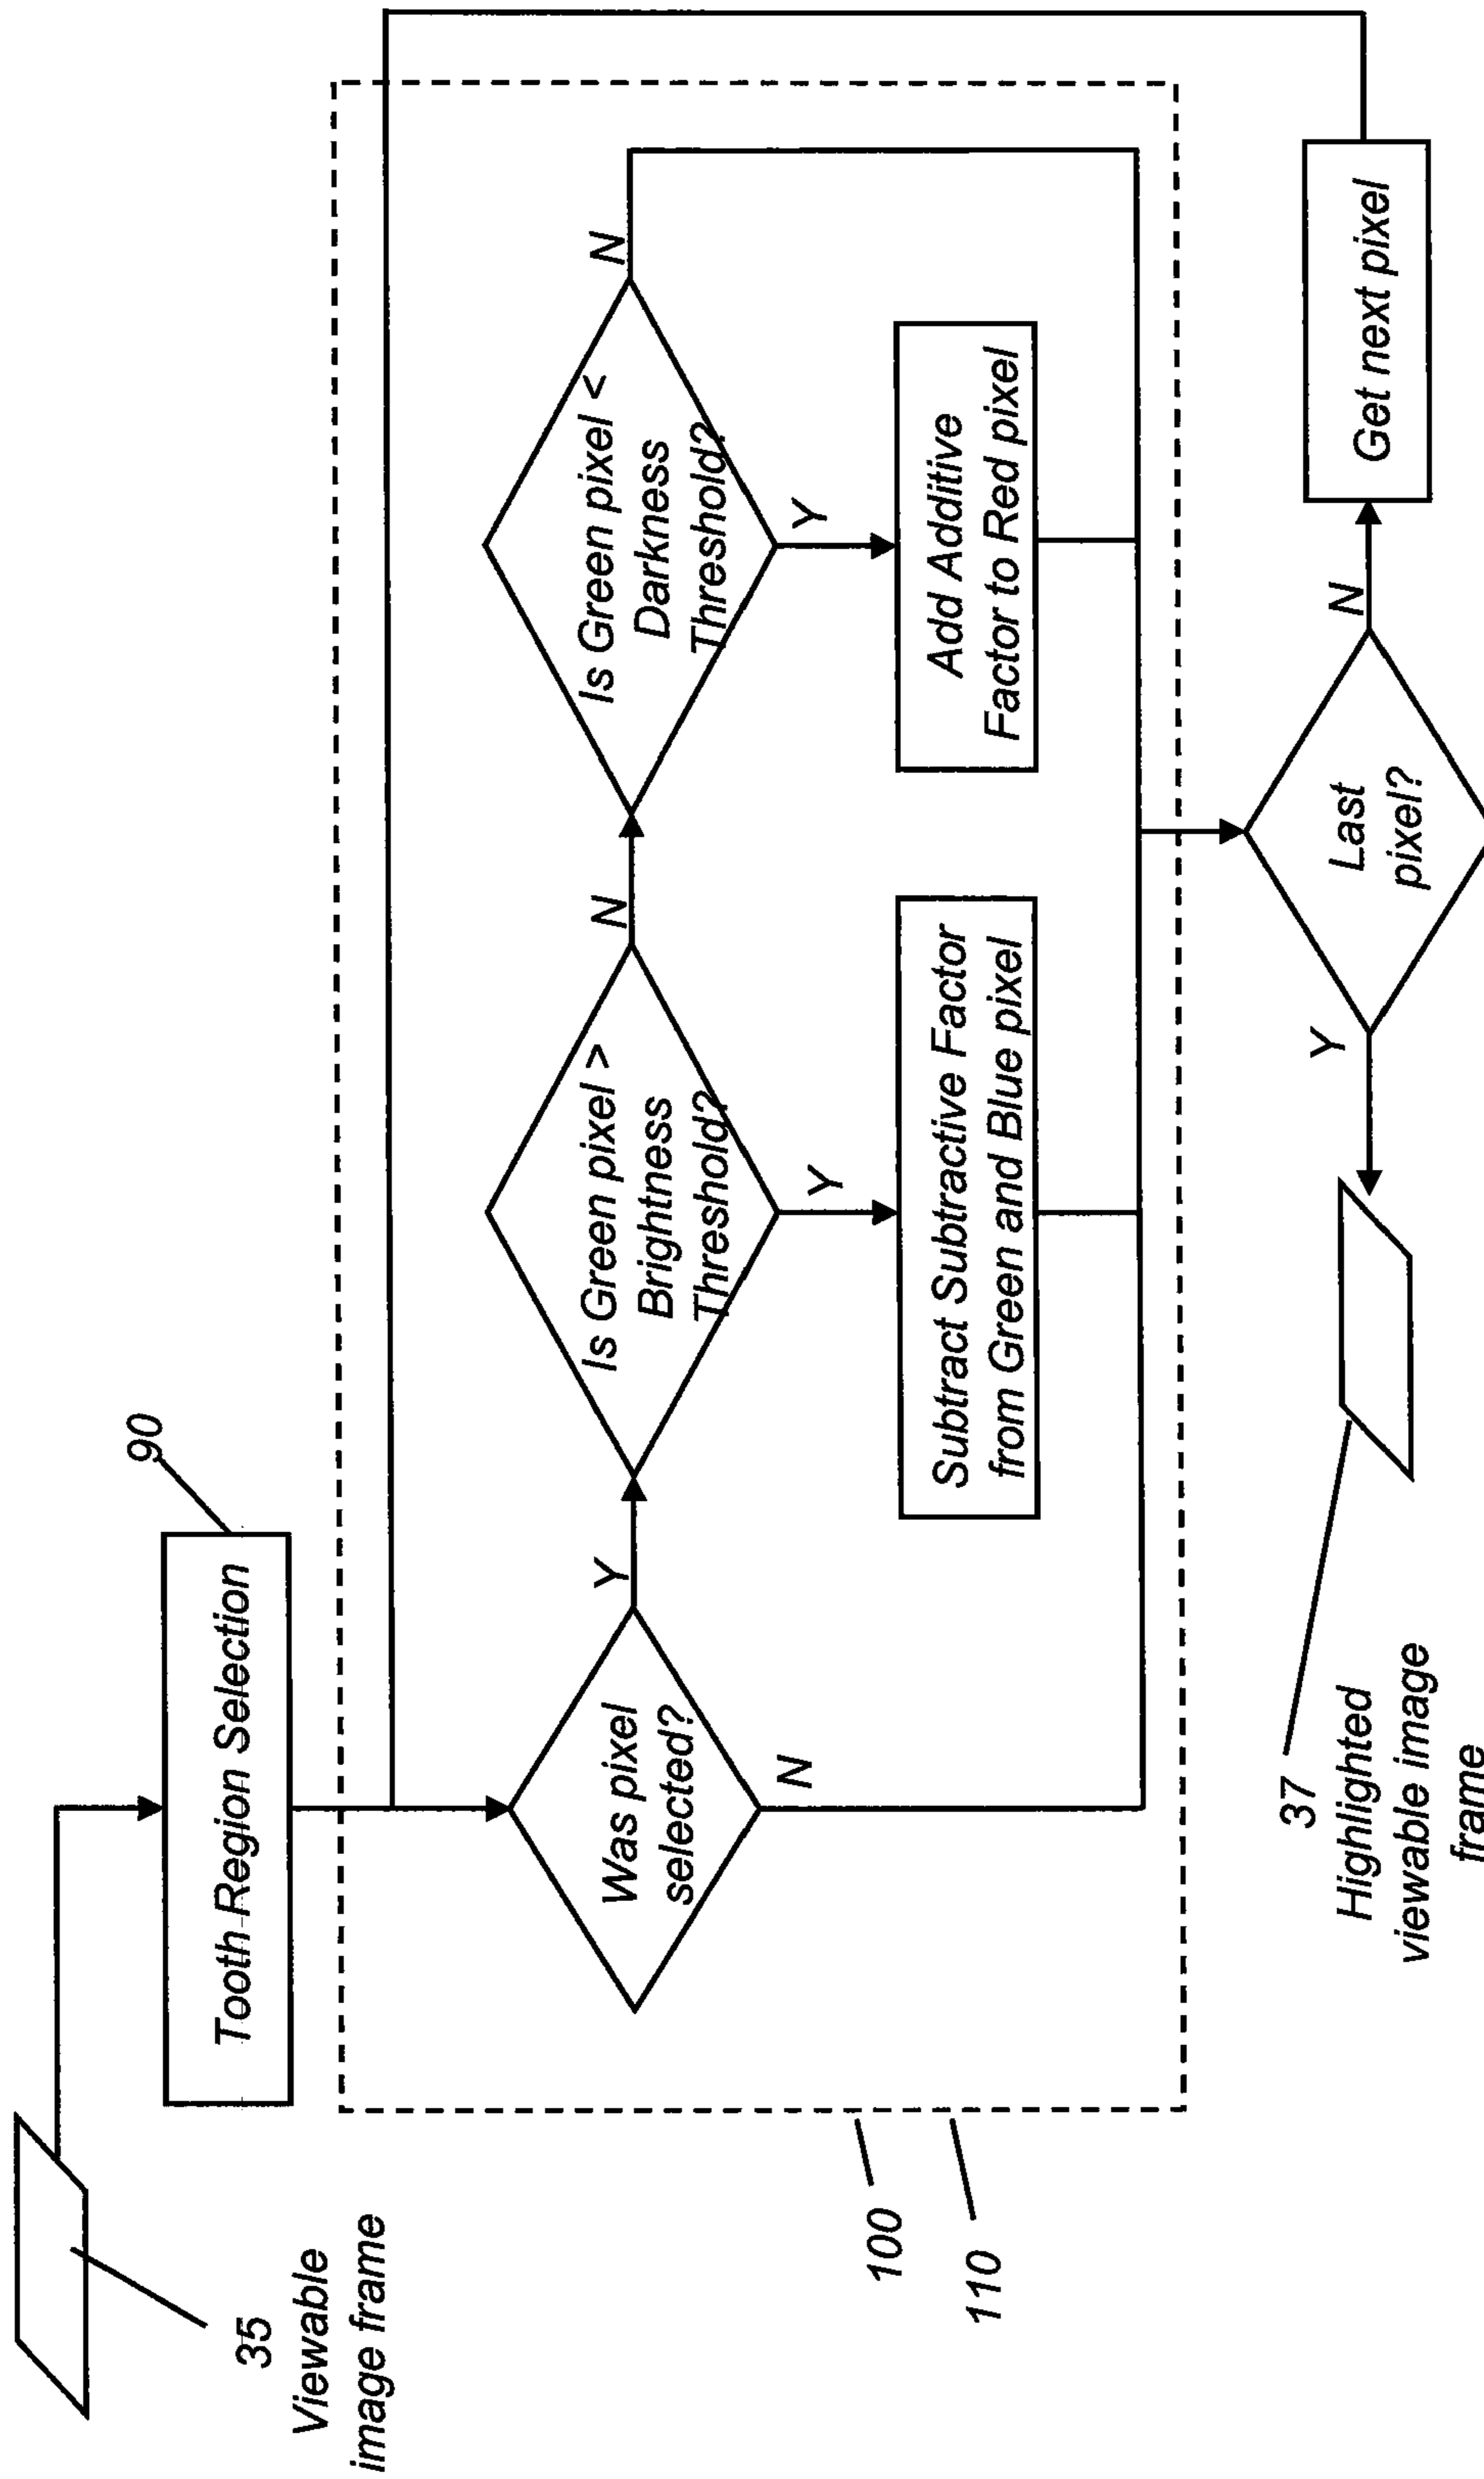 35
Viewable
image frame
Tooth Region Selection
90
100
110
Was pixel
selected?
Y
N
Is Green pixel >
Brightness
Threshold?
N
Y
Is Green pixel <
Darkness
Threshold?
N
Y
Subtract Subtractive Factor
from Green and Blue pixel
Add Additive
Factor to Red pixel
Last
pixel?
Y
N
Get next pixel
37
Highlighted
viewable image
frame